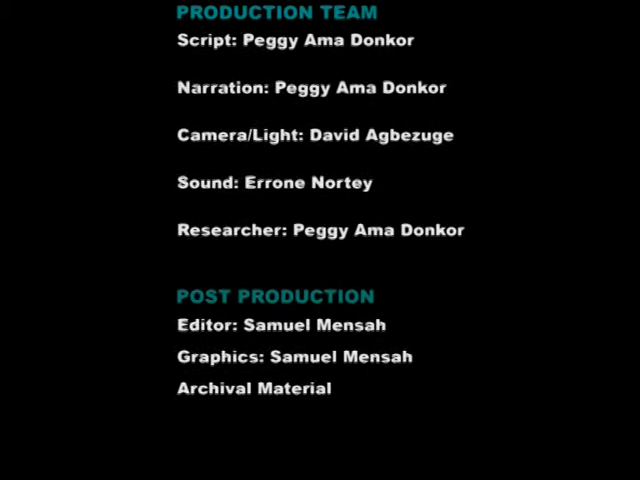 PRODUCTION TEAM
Script: Peggy Ama Donkor
Narration: Peggy Ama Donkor
Camera/Light: David Agbezuge
Sound: Errone Nortey
Researcher: Peggy Ama Donkor
POST PRODUCTION
Editor: Samuel Mensah
Graphics: Samuel Mensah
Archival Material